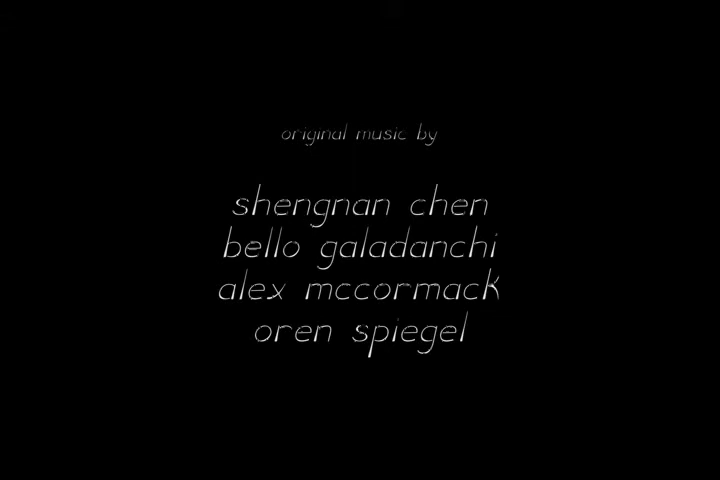 original music by
shengnan chen
bello galadanchi
alex mccormack
oren spiegel